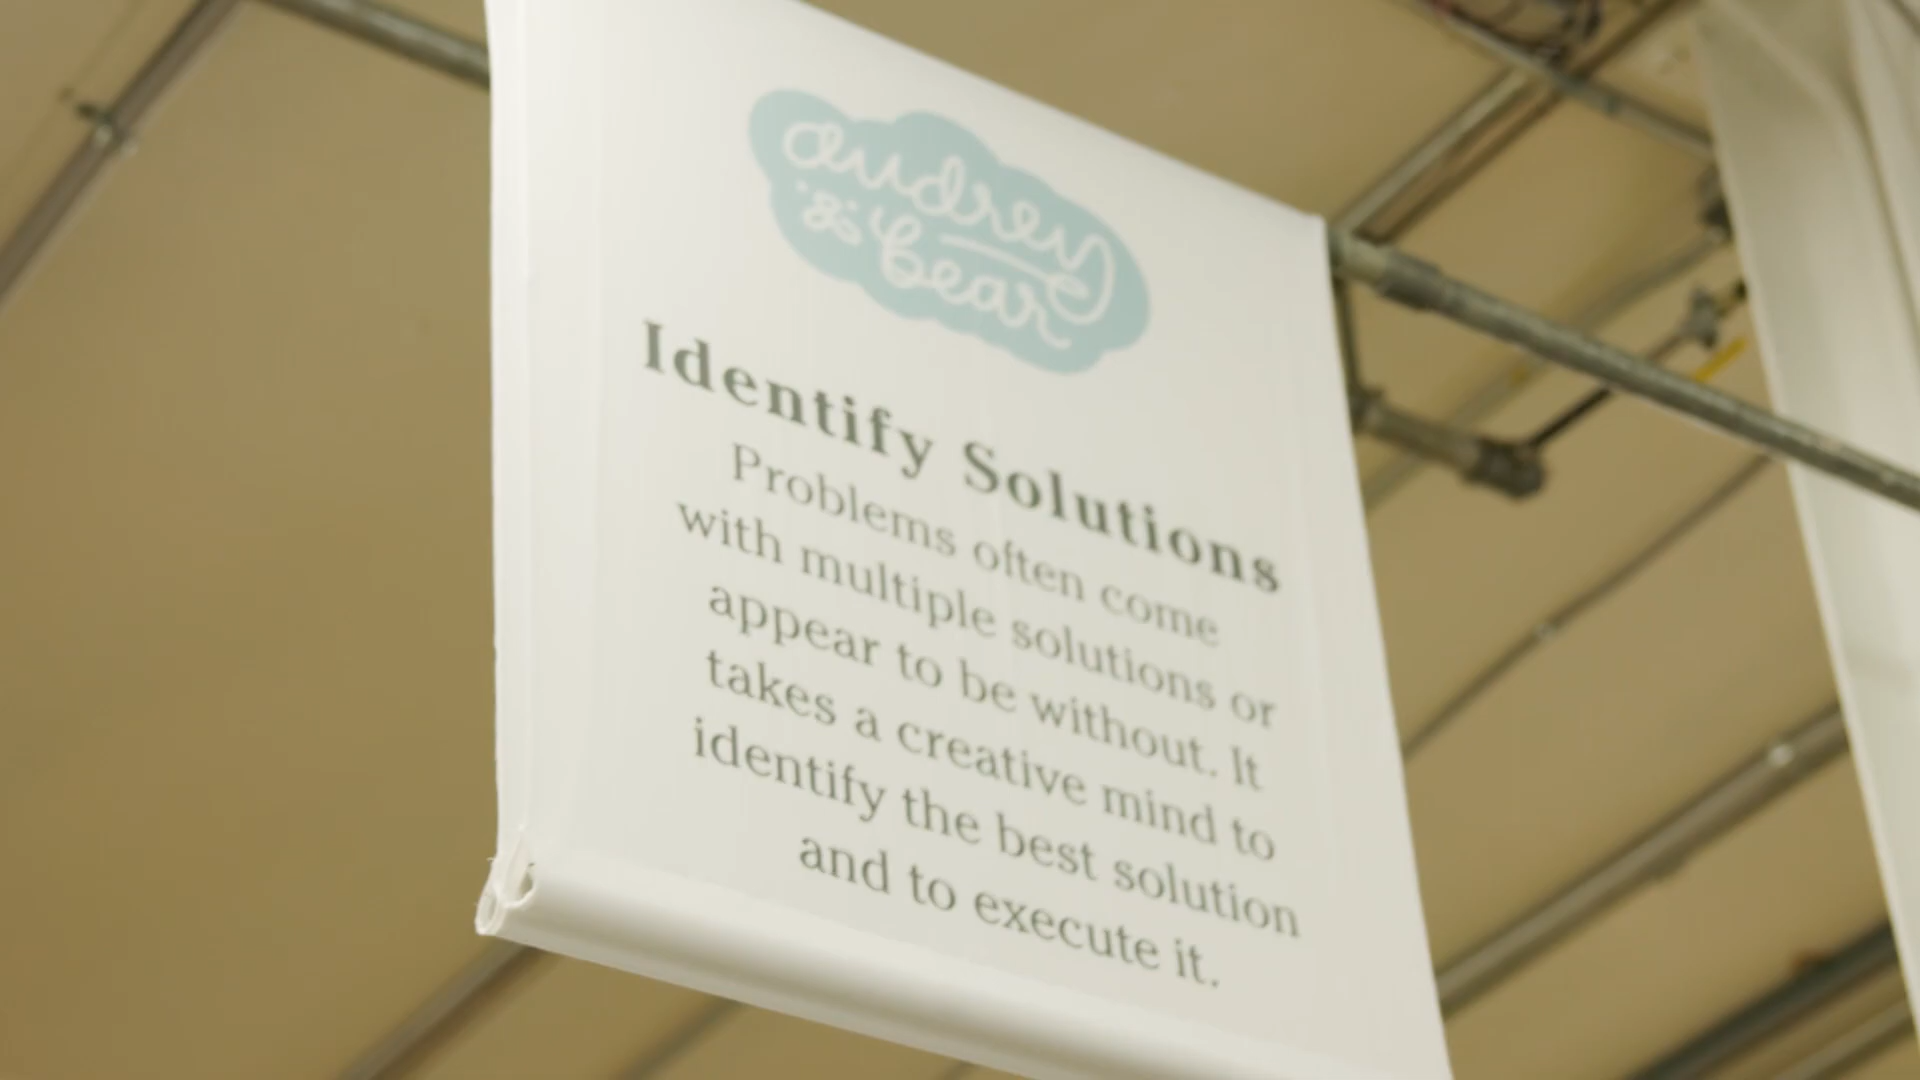 audrey
& bear
Identify Solutions
Problems often come
with multiple solutions or
appear to be without. It
takes a creative mind to
identify the best solution
and to execute it.